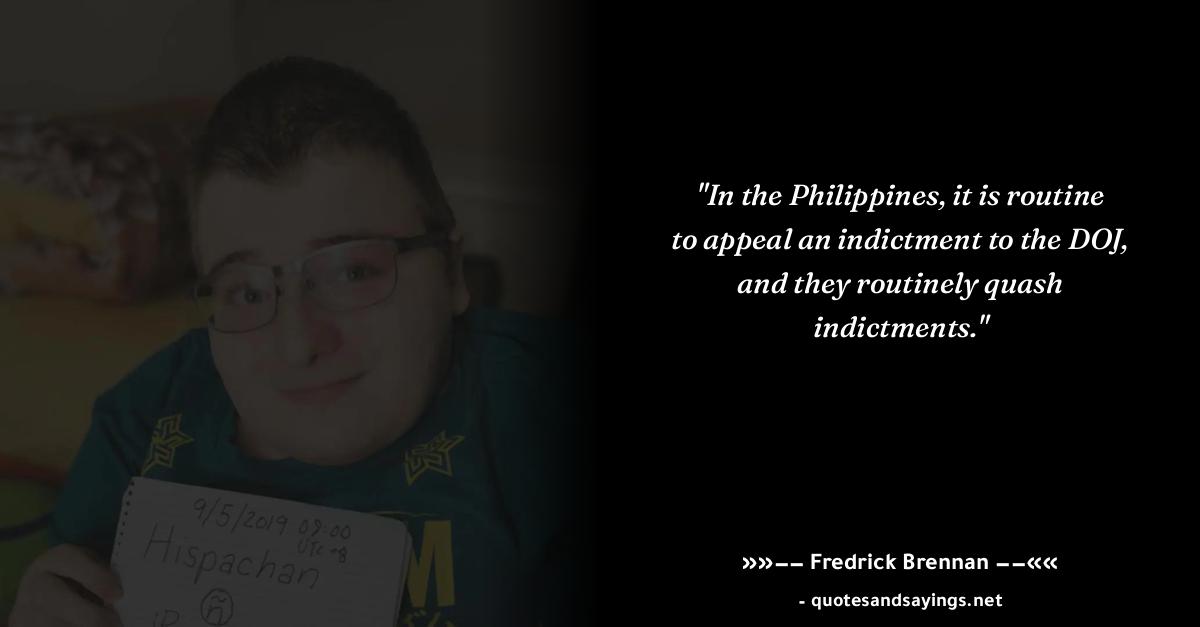 "In the Philippines, it is routine
to appeal an indictment to the DOJ,
and they routinely quash
indictments."
»»–– Fredrick Brennan ––««
- quotesandsayings.net
9/5/2019 09:00
UTC +8
Hispachan
ñ
M